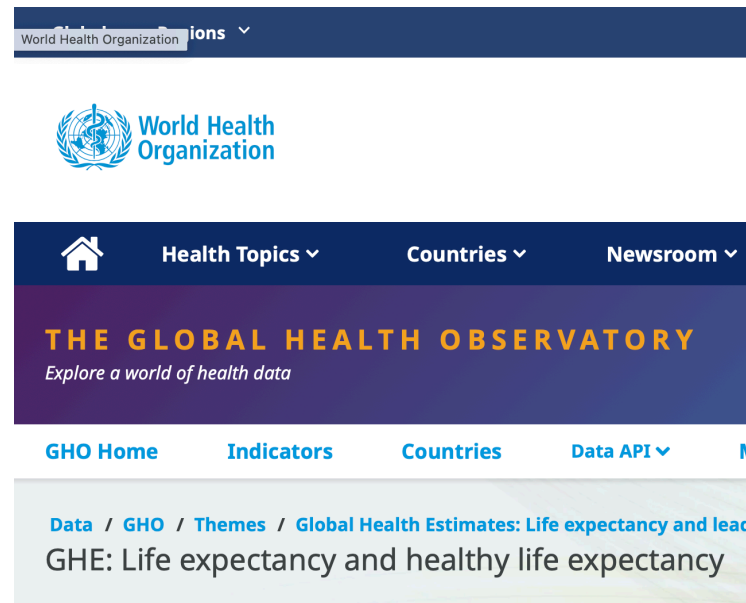 ions
World Health Organization
World Health
Organization
Health Topics
Countries
Newsroom
THE GLOBAL HEALTH OBSERVATORY
Explore a world of health data
GHO Home
Indicators
Countries
Data API
Data / GHO / Themes / Global Health Estimates: Life expectancy and
GHE: Life expectancy and healthy life expectancy